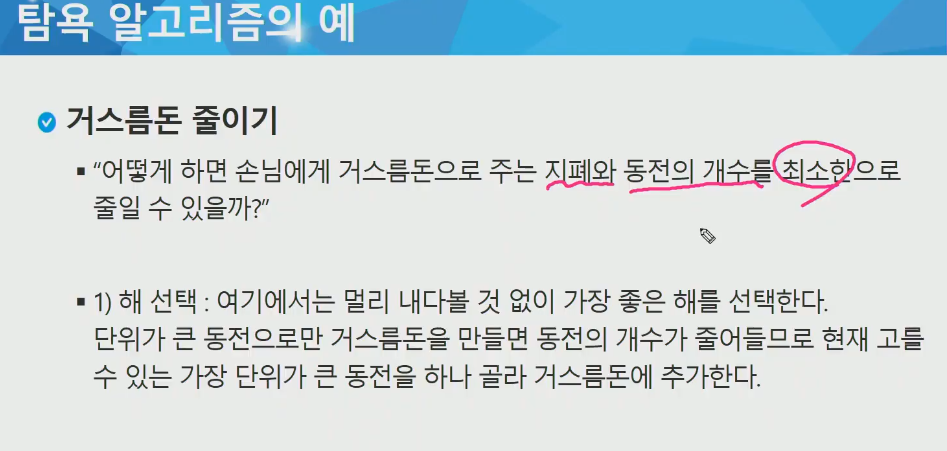 탐욕 알고리즘의 예
거스름돈 줄이기
▪ “어떻게 하면 손님에게 거스름돈으로 주는 지폐와 동전의 개수를 최소한으로
줄일 수 있을까?”
▪ 1) 해 선택 : 여기에서는 멀리 내다볼 것 없이 가장 좋은 해를 선택한다.
단위가 큰 동전으로만 거스름돈을 만들면 동전의 개수가 줄어들므로 현재 고를
수 있는 가장 단위가 큰 동전을 하나 골라 거스름돈에 추가한다.